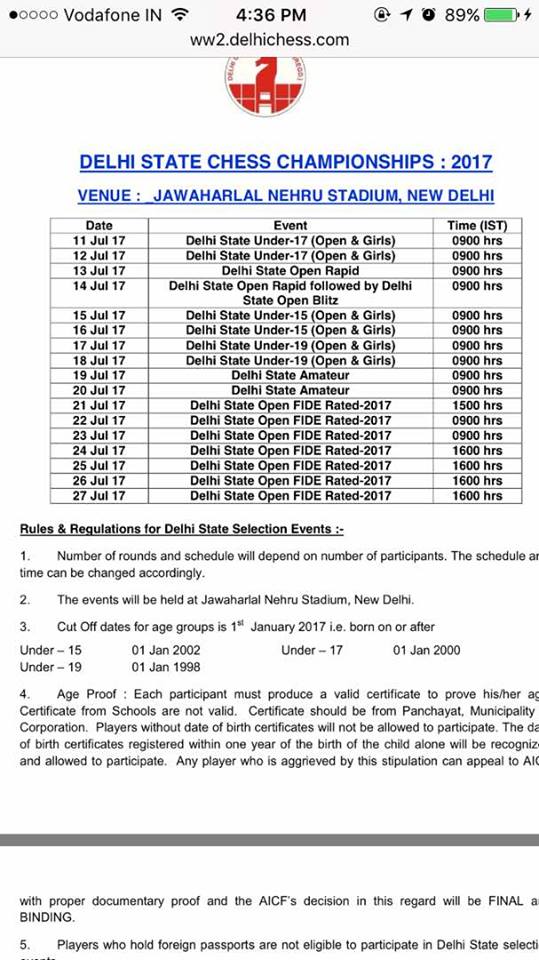 Vodafone IN 4:36 PM 89%
ww2.delhichess.com
DELHI STATE CHESS CHAMPIONSHIPS : 2017
VENUE : _JAWAHARLAL NEHRU STADIUM, NEW DELHI
Date Event Time (IST)
11 Jul 17 Delhi State Under-17 (Open & Girls) 0900 hrs
12 Jul 17 Delhi State Under-17 (Open & Girls) 0900 hrs
13 Jul 17 Delhi State Open Rapid 0900 hrs
14 Jul 17 Delhi State Open Rapid followed by Delhi 0900 hrs
State Open Blitz
15 Jul 17 Delhi State Under-15 (Open & Girls) 0900 hrs
16 Jul 17 Delhi State Under-15 (Open & Girls) 0900 hrs
17 Jul 17 Delhi State Under-19 (Open & Girls) 0900 hrs
18 Jul 17 Delhi State Under-19 (Open & Girls) 0900 hrs
19 Jul 17 Delhi State Amateur 0900 hrs
20 Jul 17 Delhi State Amateur 0900 hrs
21 Jul 17 Delhi State Open FIDE Rated-2017 1500 hrs
22 Jul 17 Delhi State Open FIDE Rated-2017 0900 hrs
23 Jul 17 Delhi State Open FIDE Rated-2017 0900 hrs
24 Jul 17 Delhi State Open FIDE Rated-2017 1600 hrs
25 Jul 17 Delhi State Open FIDE Rated-2017 1600 hrs
26 Jul 17 Delhi State Open FIDE Rated-2017 1600 hrs
27 Jul 17 Delhi State Open FIDE Rated-2017 1600 hrs
Rules & Regulations for Delhi State Selection Events :-
1. Number of rounds and schedule will depend on number of participants. The schedule
time can be changed accordingly.
2. The events will be held at Jawaharlal Nehru Stadium, New Delhi.
3. Cut Off dates for age groups is 1st January 2017 i.e. born on or after
Under – 15 01 Jan 2002 Under – 17 01 Jan 2000
Under – 19 01 Jan 1998
4. Age Proof : Each participant must produce a valid certificate to prove his/her
Certificate from Schools are not valid. Certificate should be from Panchayat, Municipality
Corporation. Players without date of birth certificates will not be allowed to participate. The
of birth certificates registered within one year of the birth of the child alone will be
and allowed to participate. Any player who is aggrieved by this stipulation can appeal to
with proper documentary proof and the AICF's decision in this regard will be FINAL
BINDING.
5. Players who hold foreign passports are not eligible to participate in Delhi State